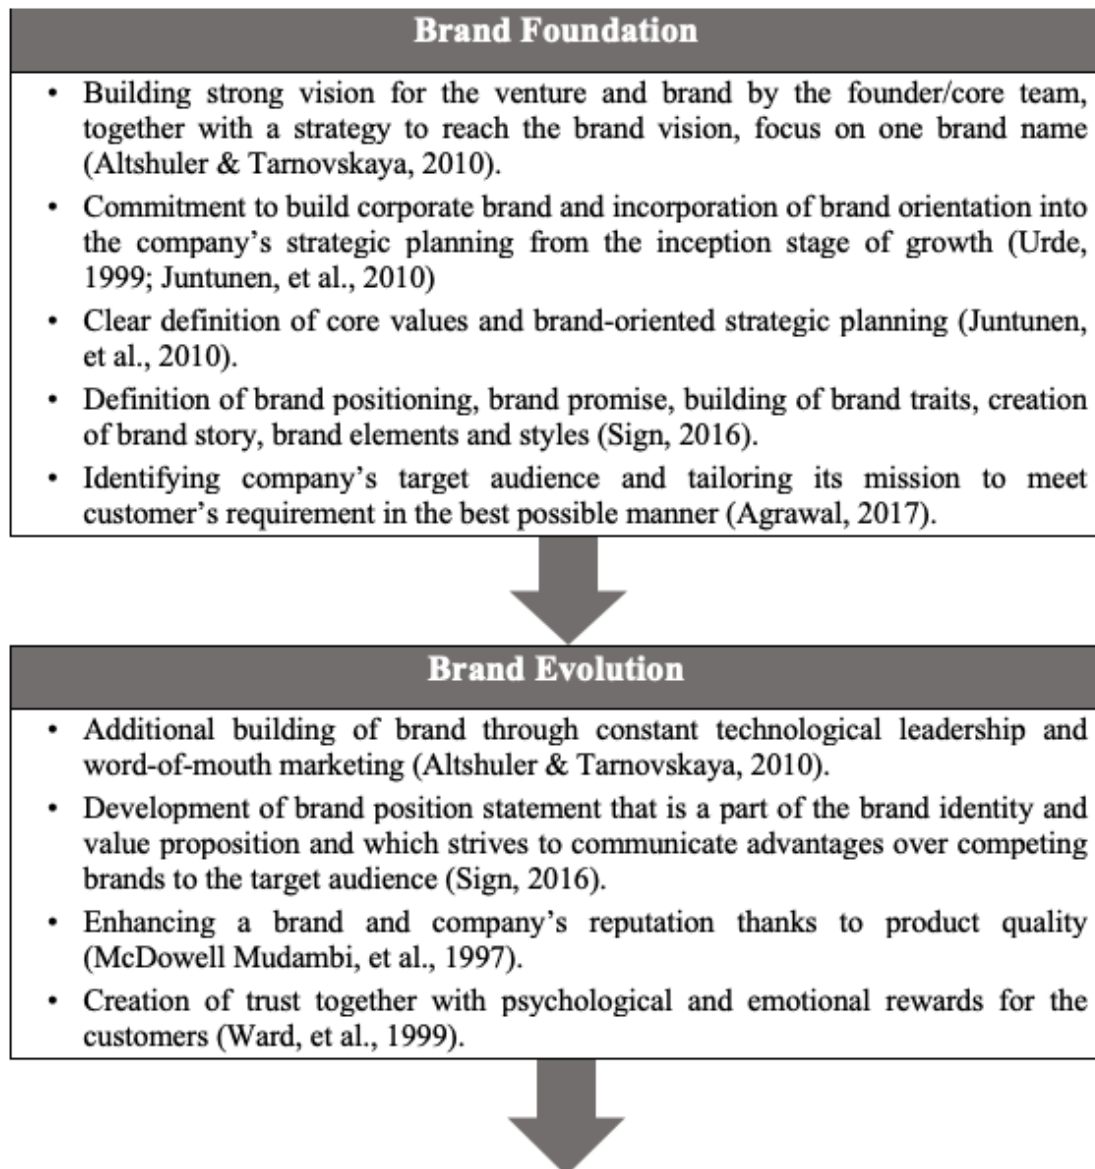 Brand Foundation
• Building strong vision for the venture and brand by the founder/core team,
together with a strategy to reach the brand vision, focus on one brand name
(Altshuler & Tarnovskaya, 2010).
• Commitment to build corporate brand and incorporation of brand orientation into
the company's strategic planning from the inception stage of growth (Urde,
1999; Juntunen, et al., 2010)
• Clear definition of core values and brand-oriented strategic planning (Juntunen,
et al., 2010).
• Definition of brand positioning, brand promise, building of brand traits, creation
of brand story, brand elements and styles (Sign, 2016).
• Identifying company's target audience and tailoring its mission to meet
customer's requirement in the best possible manner (Agrawal, 2017).
Brand Evolution
• Additional building of brand through constant technological leadership and
word-of-mouth marketing (Altshuler & Tarnovskaya, 2010).
• Development of brand position statement that is a part of the brand identity and
value proposition and which strives to communicate advantages over competing
brands to the target audience (Sign, 2016).
• Enhancing a brand and company's reputation thanks to product quality
(McDowell Mudambi, et al., 1997).
• Creation of trust together with psychological and emotional rewards for the
customers (Ward, et al., 1999).